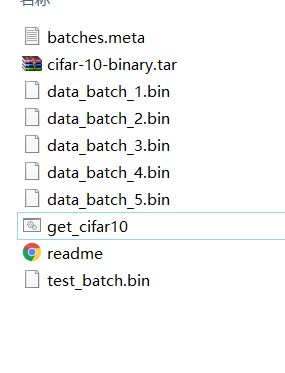 名称
batches.meta
cifar-10-binary.tar
data_batch_1.bin
data_batch_2.bin
data_batch_3.bin
data_batch_4.bin
data_batch_5.bin
get_cifar10
readme
test_batch.bin